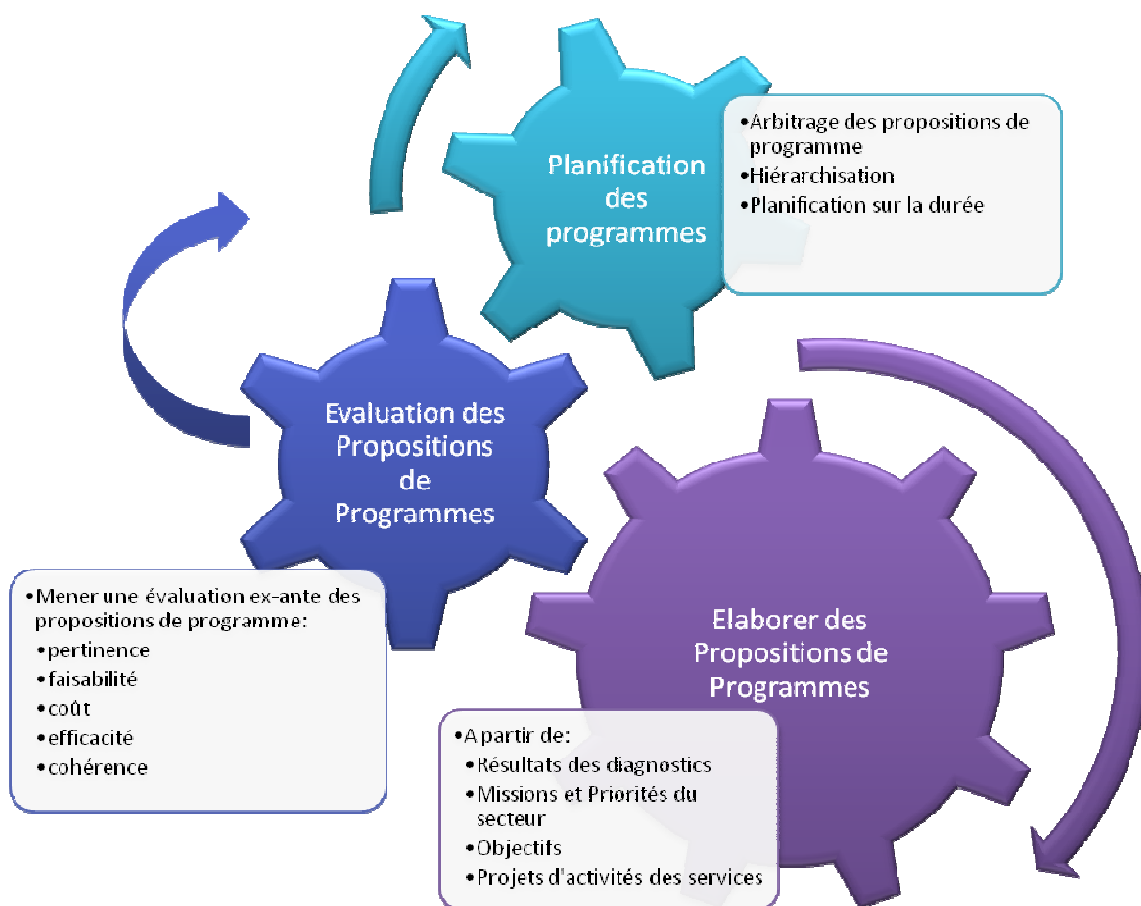 Planification
des
programmes
•Arbitrage des propositions de
programme
•Hiérarchisation
•Planification sur la durée
Evaluation des
Propositions
de
Programmes
•Mener une évaluation ex-ante des
propositions de programme:
•pertinence
•faisabilité
•coût
•efficacité
•cohérence
Elaborer des
Propositions de
Programmes
•A partir de:
•Résultats des diagnostics
•Missions et Priorités du
secteur
•Objectifs
•Projets d'activités des services